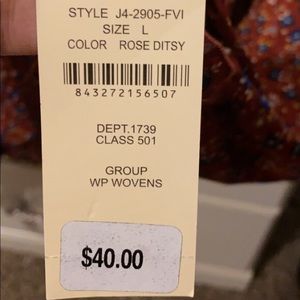 STYLE J4-2905-FVI
SIZE L
COLOR ROSE DITSY
843272156507
DEPT.1739
CLASS 501
GROUP
WP WOVENS
$40.00